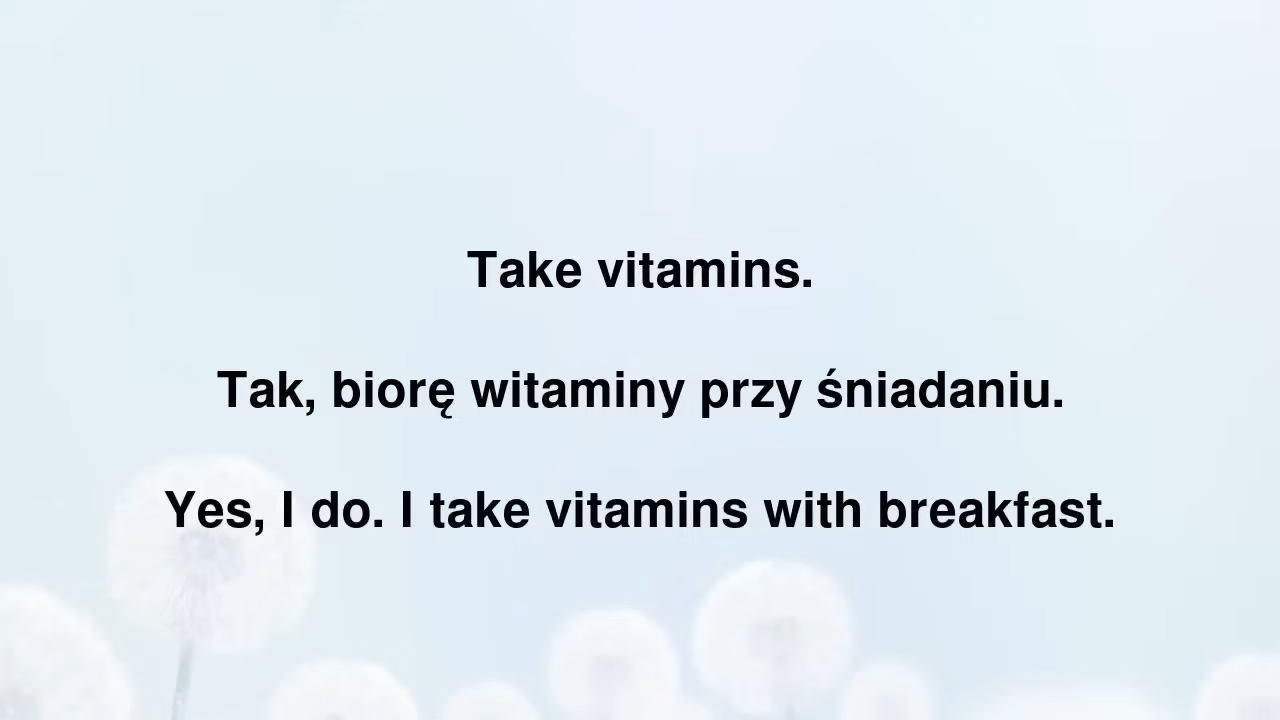 Take vitamins.
Tak, biorę witaminy przy śniadaniu.
Yes, I do. I take vitamins with breakfast.